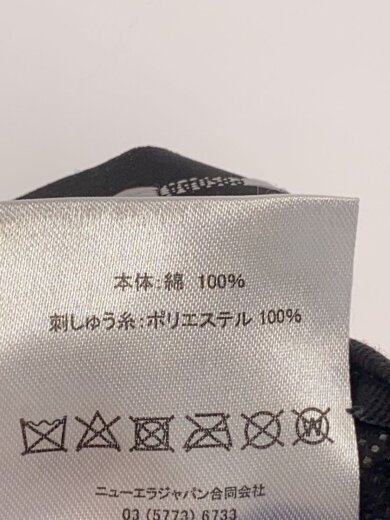 本体:綿 100%
刺しゅう糸:ポリエステル 100%
ニューエラジャパン合同会社
03 (5773) 6733